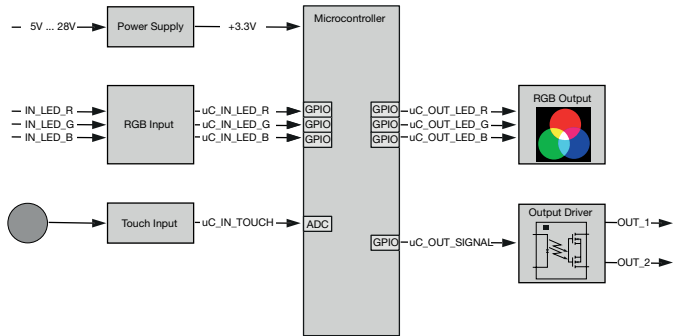 5V ... 28V
Power Supply
+3.3V
Microcontroller
IN_LED_R
IN_LED_G
IN_LED_B
RGB Input
uC_IN_LED_R
uC_IN_LED_G
uC_IN_LED_B
GPIO
GPIO
GPIO
GPIO
GPIO
GPIO
uC_OUT_LED_R
uC_OUT_LED_G
uC_OUT_LED_B
RGB Output
Touch Input
uC_IN_TOUCH
ADC
GPIO
uC_OUT_SIGNAL
Output Driver
OUT_1
OUT_2